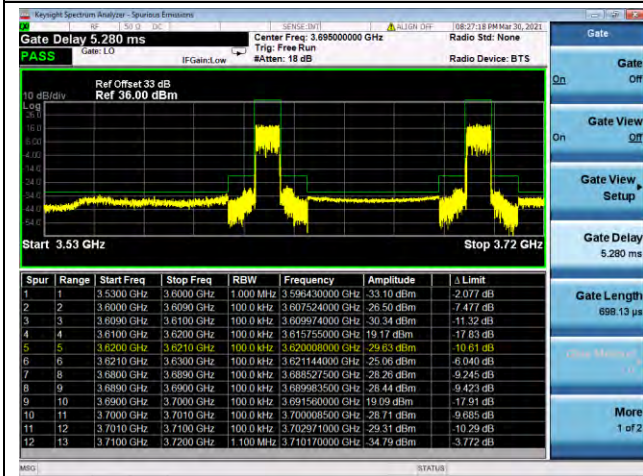 Keysight Spectrum Analyzer - Spurious Emissions
RF 50 Ω DC SENSE:INT ALIGN OFF 08:27:18 PM Mar 30, 2021
Gate Delay 5.280 ms Center Freq: 3.695000000 GHz Radio Std: None
Gate: LO Trig: Free Run
PASS IFGain:Low #Atten: 18 dB Radio Device: BTS
Ref Offset 33 dB
10 dB/div Ref 36.00 dBm
Log
26.0
16.0
6.00
-4.00
-14.0
-24.0
-34.0
-44.0
-54.0
Start 3.53 GHz Stop 3.72 GHz
Spur Range Start Freq Stop Freq RBW Frequency Amplitude Δ Limit
1 1 3.5300 GHz 3.6000 GHz 1.000 MHz 3.596430000 GHz -33.10 dBm -2.077 dB
2 2 3.6000 GHz 3.6090 GHz 100.0 kHz 3.607524000 GHz -26.50 dBm -7.477 dB
3 3 3.6090 GHz 3.6100 GHz 100.0 kHz 3.609974000 GHz -30.34 dBm -11.32 dB
4 4 3.6100 GHz 3.6200 GHz 100.0 kHz 3.615755000 GHz 19.17 dBm -17.83 dB
5 5 3.6200 GHz 3.6210 GHz 100.0 kHz 3.620008000 GHz -29.63 dBm -10.61 dB
6 6 3.6210 GHz 3.6300 GHz 100.0 kHz 3.621144000 GHz -25.06 dBm -6.040 dB
7 8 3.6800 GHz 3.6890 GHz 100.0 kHz 3.688527500 GHz -28.26 dBm -9.245 dB
8 9 3.6890 GHz 3.6900 GHz 100.0 kHz 3.689983500 GHz -28.44 dBm -9.423 dB
9 10 3.6900 GHz 3.7000 GHz 100.0 kHz 3.691560000 GHz 19.09 dBm -17.91 dB
10 11 3.7000 GHz 3.7010 GHz 100.0 kHz 3.700008500 GHz -28.71 dBm -9.685 dB
11 12 3.7010 GHz 3.7100 GHz 100.0 kHz 3.702971000 GHz -29.31 dBm -10.29 dB
12 13 3.7100 GHz 3.7200 GHz 1.100 MHz 3.710170000 GHz -34.79 dBm -3.772 dB
MSG STATUS
Gate
Gate
On Off
Gate View
On Off
Gate View
Setup
Gate Delay
5.280 ms
Gate Length
698.13 µs
More
1 of 2